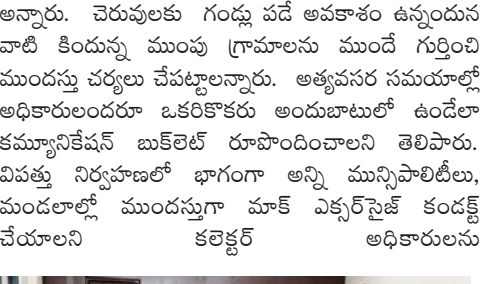 అన్నారు. చెరువులకు గండ్లు పడే అవకాశం ఉన్నందున
వాటి కిందున్న ముంపు గ్రామాలను ముందే గుర్తించి
ముందస్తు చర్యలు చేపట్టాలన్నారు. అత్యవసర సమయాల్లో
అధికారులందరూ ఒకరికొకరు అందుబాటులో ఉండేలా
కమ్యూనికేషన్ బుక్‌లెట్ రూపొందించాలని తెలిపారు.
విపత్తు నిర్వహణలో భాగంగా అన్ని మున్సిపాలిటీలు,
మండలాల్లో ముందస్తుగా మాక్ ఎక్సర్‌సైజ్ కండక్ట్
చేయాలని కలెక్టర్ అధికారులను